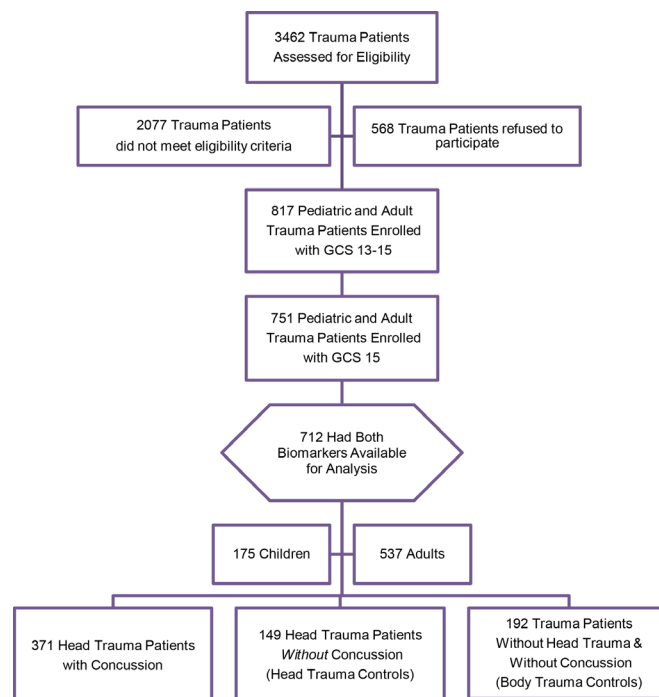 3462 Trauma Patients
Assessed for Eligibility
2077 Trauma Patients
did not meet eligibility criteria
568 Trauma Patients refused to
participate
817 Pediatric and Adult
Trauma Patients Enrolled
with GCS 13-15
751 Pediatric and Adult
Trauma Patients Enrolled
with GCS 15
712 Had Both
Biomarkers Available
for Analysis
175 Children
537 Adults
371 Head Trauma Patients
with Concussion
149 Head Trauma Patients
Without Concussion
(Head Trauma Controls)
192 Trauma Patients
Without Head Trauma &
Without Concussion
(Body Trauma Controls)